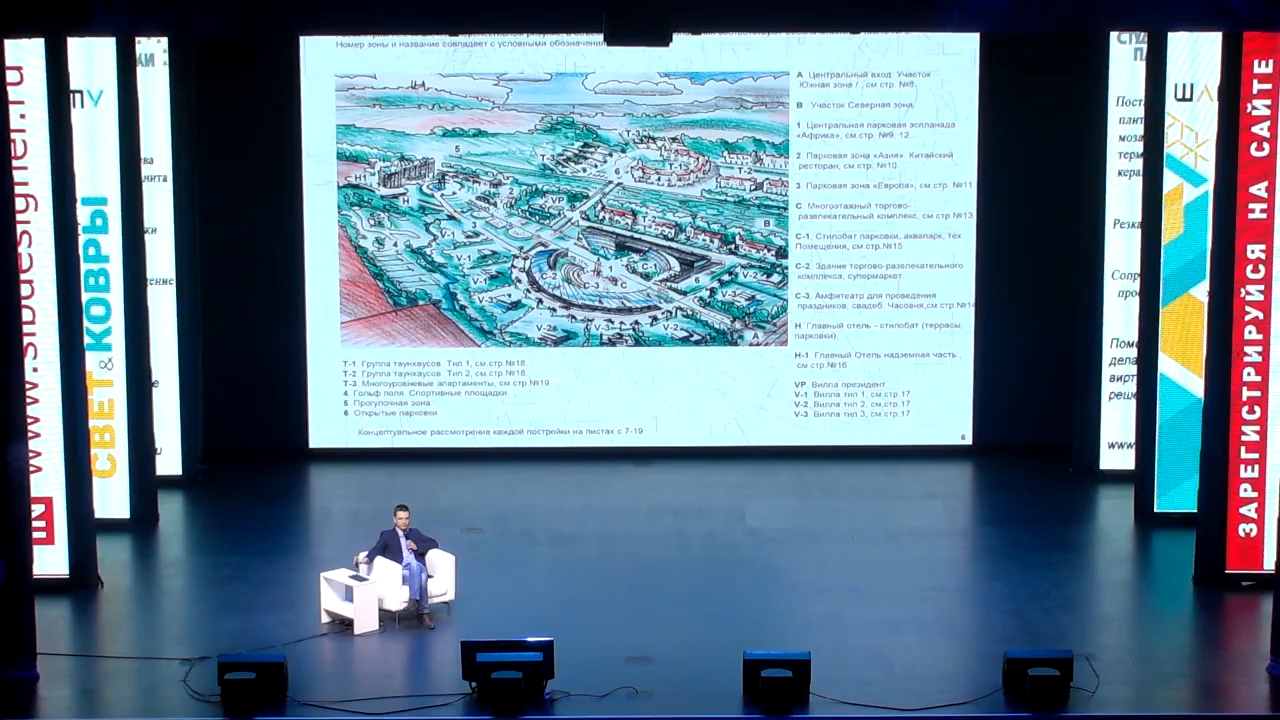 Номер зоны и название совпадает с условными обозначени
А Центральный вход. Участок
Южная зона / , см.стр. №8.
В Участок Северная зона
1 Центральная парковая эспланада
«Африка», см.стр. №9, 12.
2 Парковая зона «Азия». Китайский
ресторан, см.стр. №10.
3 Парковая зона «Европа», см.стр. №11
С Многоэтажный торгово-
развлекательный комплекс, см.стр. №13
С-1 Стилобат парковки, аквапарк, тех.
Помещения, см.стр. №15.
С-2 Здание торгово-развлекательного
комплекса, супермаркет.
С-3, Амфитеатр для проведения
праздников, свадеб. Часовня,см.стр. №14
Н Главный отель - стилобат (террасы,
парковки).
Н-1 Главный Отель надземная часть ,
см.стр. №16.
VP Вилла президент
V-1 Вилла тип 1, см,стр.17.
V-2 Вилла тип 2, см,стр.17
V-3 Вилла тип 3, см,стр.17
Т-1 Группа таунхаусов. Тип 1, см.стр.№18.
Т-2 Группа таунхаусов. Тип 2, см.стр.№18.
Т-3 Многоуровневые апартаменты, см.стр.№19
4 Гольф поля. Спортивные площадки
5 Прогулочная зона
6 Открытые парковки
Концептуальное рассмотрение каждой постройки на листах с 7-19.
6
IN www.sibdesigner.ru
СВЕТ & КОВРЫ
ЗАРЕГИСТРИРУЙСЯ НА САЙТЕ